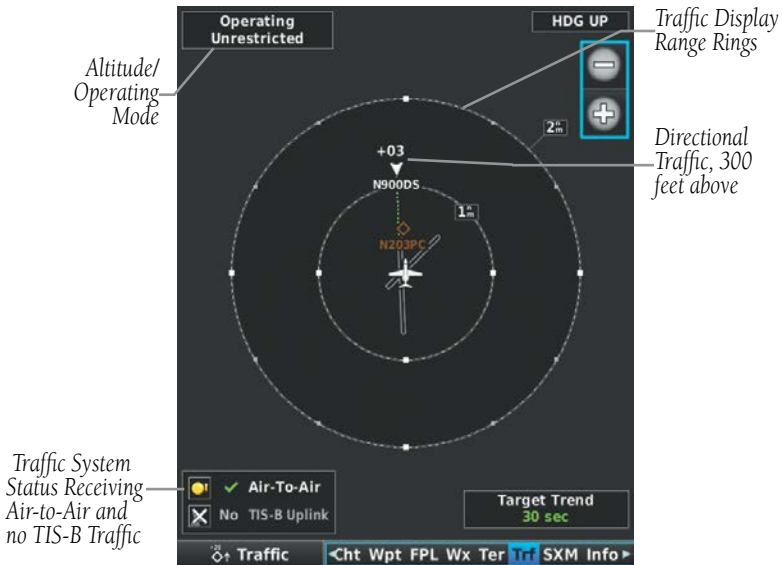 Operating
Unrestricted
HDG UP
Traffic Display
Range Rings
Altitude/
Operating
Mode
2nm
+03
Directional
Traffic, 300
feet above
N900DS
1nm
N203PC
Traffic System
Status Receiving
Air-to-Air and
no TIS-B Traffic
Air-To-Air
No TIS-B Uplink
Target Trend
30 sec
+20
Traffic
Cht Wpt FPL Wx Ter Trf SXM Info